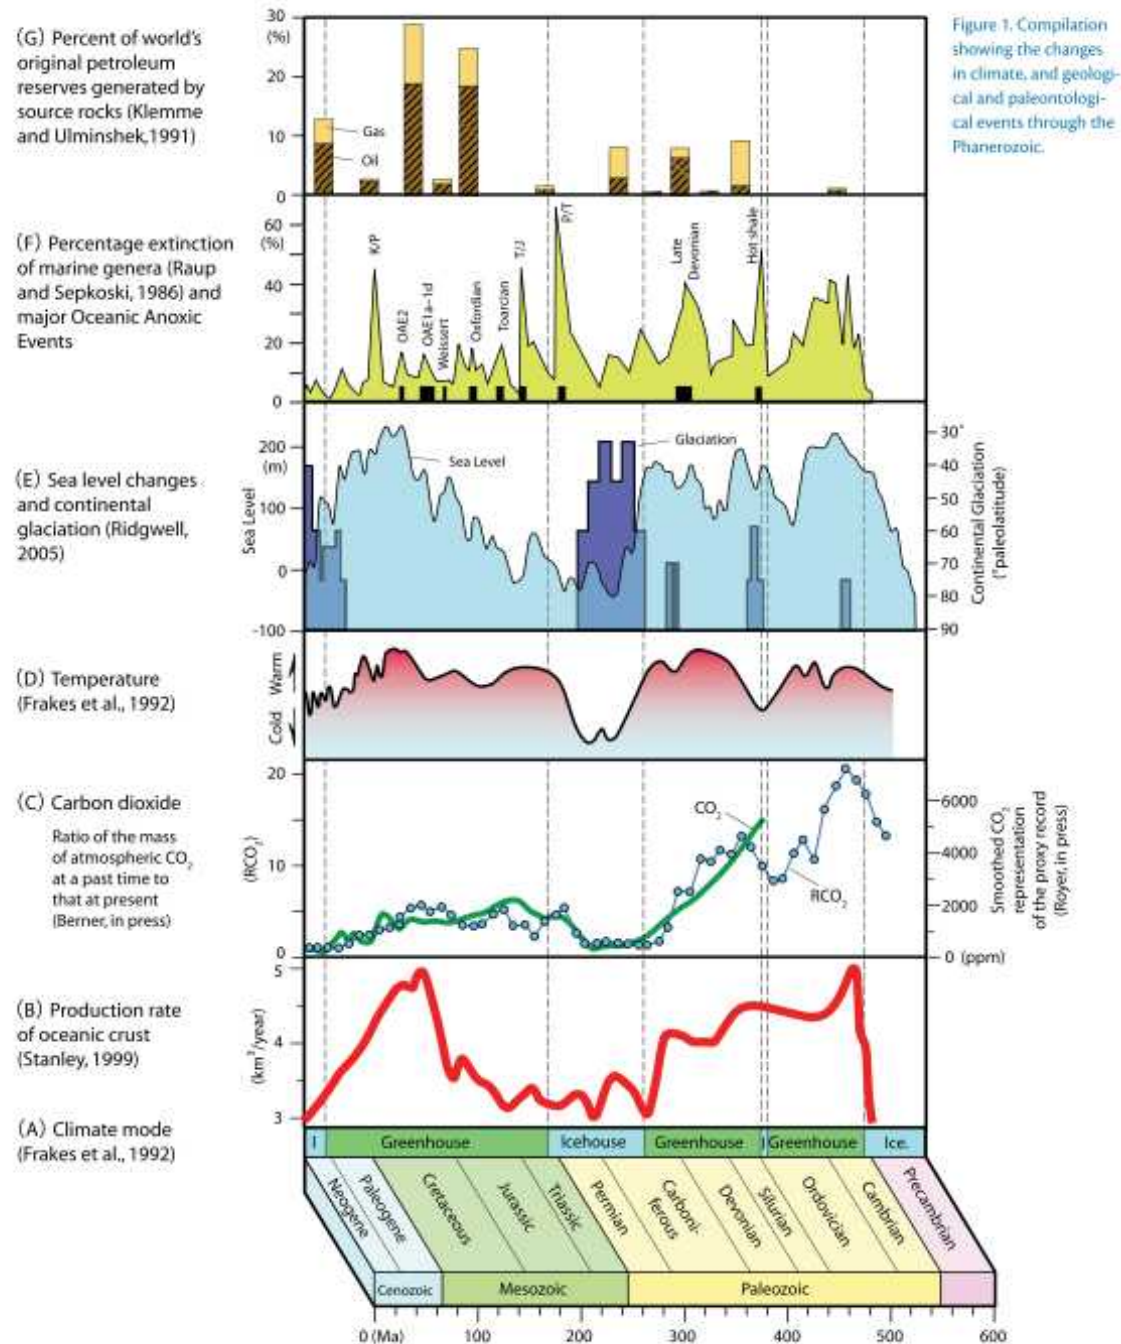 (G) Percent of world's
original petroleum
reserves generated by
source rocks (Klemme
and Ulminshek,1991)
30
(%)
20
10
0
Gas
Oil
Figure 1. Compilation
showing the changes
in climate, and geologi-
cal and paleontologi-
cal events through the
Phanerozoic.
(F) Percentage extinction
of marine genera (Raup
and Sepkoski, 1986) and
major Oceanic Anoxic
Events
60
(%)
40
20
0
K/P
OAE2
OAE1a–1d
Weissert
Oxfordian
Toarcian
T/J
P/T
Late
Devonian
Hot shale
(E) Sea level changes
and continental
glaciation (Ridgwell,
2005)
Sea Level
200
(m)
100
0
-100
Sea Level
Glaciation
30°
40
50
60
70
80
90
Continental Glaciation
(°paleolatitude)
(D) Temperature
(Frakes et al., 1992)
Warm
Cold
(C) Carbon dioxide
Ratio of the mass
of atmospheric CO₂
at a past time to
that at present
(Berner, in press)
20
10
0
(RCO₂)
CO₂
RCO₂
6000
4000
2000
0 (ppm)
Smoothed CO₂
representation
of the proxy record
(Royer, in press)
(B) Production rate
of oceanic crust
(Stanley, 1999)
5
4
3
(km³/year)
(A) Climate mode
(Frakes et al., 1992)
I
Greenhouse
Icehouse
Greenhouse
I
Greenhouse
Ice.
Neogene
Paleogene
Cretaceous
Jurassic
Triassic
Permian
Carboni-
ferous
Devonian
Silurian
Ordovician
Cambrian
Precambrian
Cenozoic
Mesozoic
Paleozoic
0 (Ma)
100
200
300
400
500
600